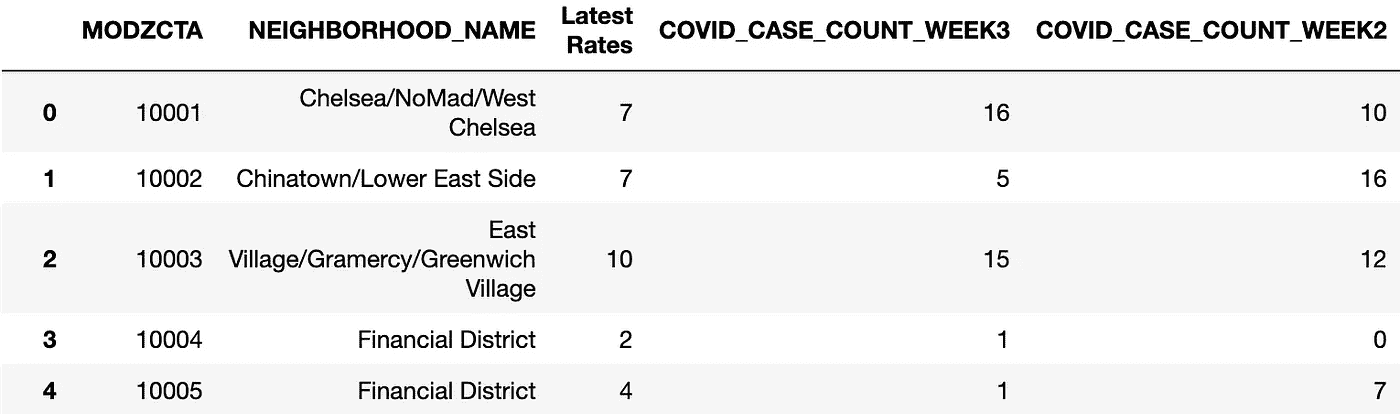 MODZCTA NEIGHBORHOOD_NAME Latest Rates COVID_CASE_COUNT_WEEK3 COVID_CASE_COUNT_WEEK2
0 10001 Chelsea/NoMad/West Chelsea 7 16 10
1 10002 Chinatown/Lower East Side 7 5 16
2 10003 East Village/Gramercy/Greenwich Village 10 15 12
3 10004 Financial District 2 1 0
4 10005 Financial District 4 1 7